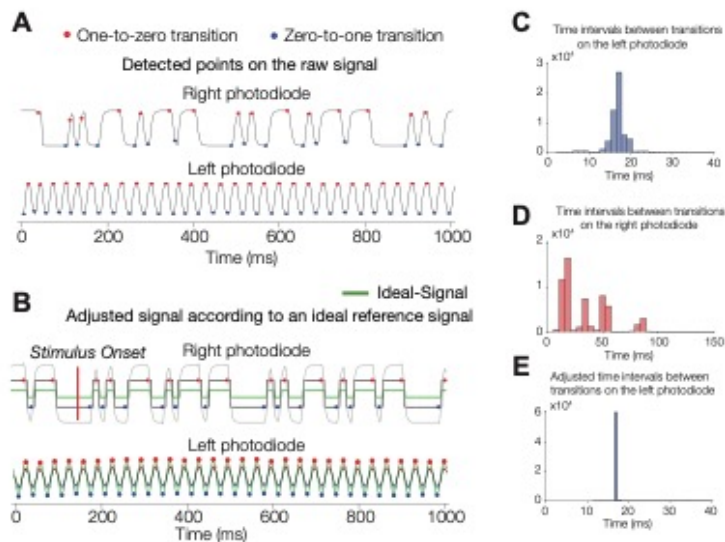 A
One-to-zero transition
Zero-to-one transition
Detected points on the raw signal
Right photodiode
Left photodiode
0 200 400 600 800 1000
Time (ms)
B
Ideal-Signal
Adjusted signal according to an ideal reference signal
Stimulus Onset
Right photodiode
Left photodiode
0 200 400 600 800 1000
Time (ms)
C
Time intervals between transitions
on the left photodiode
3
2
1
0
0 10 20 30 40
Time (ms)
D
Time intervals between transitions
on the right photodiode
2
1
0
0 50 100 150
Time (ms)
E
Adjusted time intervals between
transitions on the left photodiode
6
4
2
0
0 10 20 30 40
Time (ms)